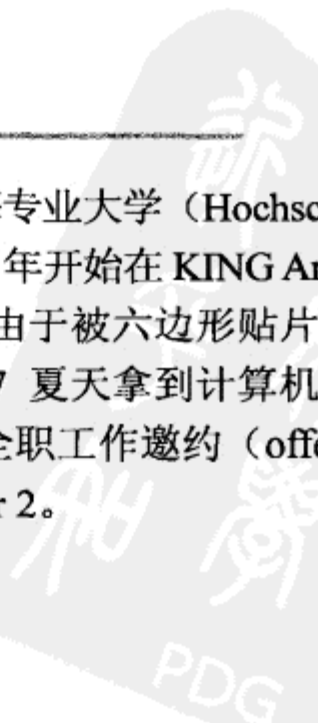 专业大学（Hochsc
年开始在 KING Ar
由于被六边形贴片
夏天拿到计算机
全职工作邀约（offe
r 2。
PDG